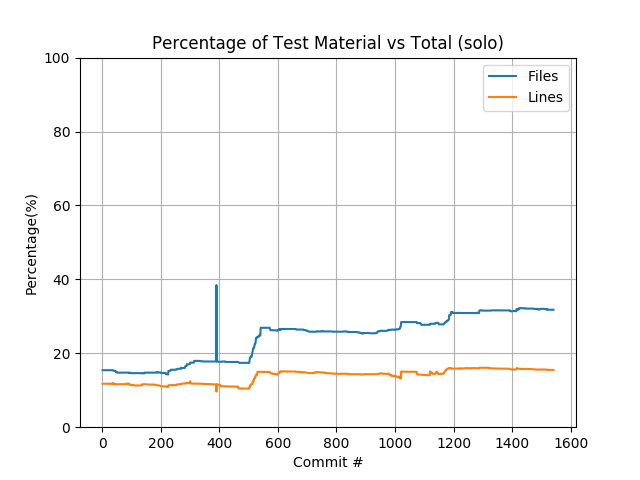 Percentage of Test Material vs Total (solo)
Files
Lines
100
80
60
40
20
0
Percentage(%)
0 200 400 600 800 1000 1200 1400 1600
Commit #